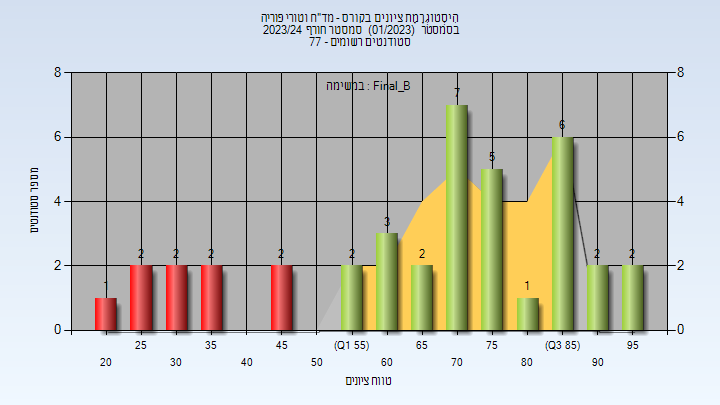 היסטוגרמת ציונים בקורס - מד"ח וטורי פוריה
בסמסטר (01/2023) סמסטר חורף 2023/24
סטודנטים רשומים - 77
במשימה : Final_B
מספר סטודנטים
8 8
6 6
4 4
2 2
0 0
1 2 2 2 2 2 3 2 7 5 1 6 2 2
25 35 45 (Q1 55) 65 75 (Q3 85) 95
20 30 40 50 60 70 80 90
טווח ציונים